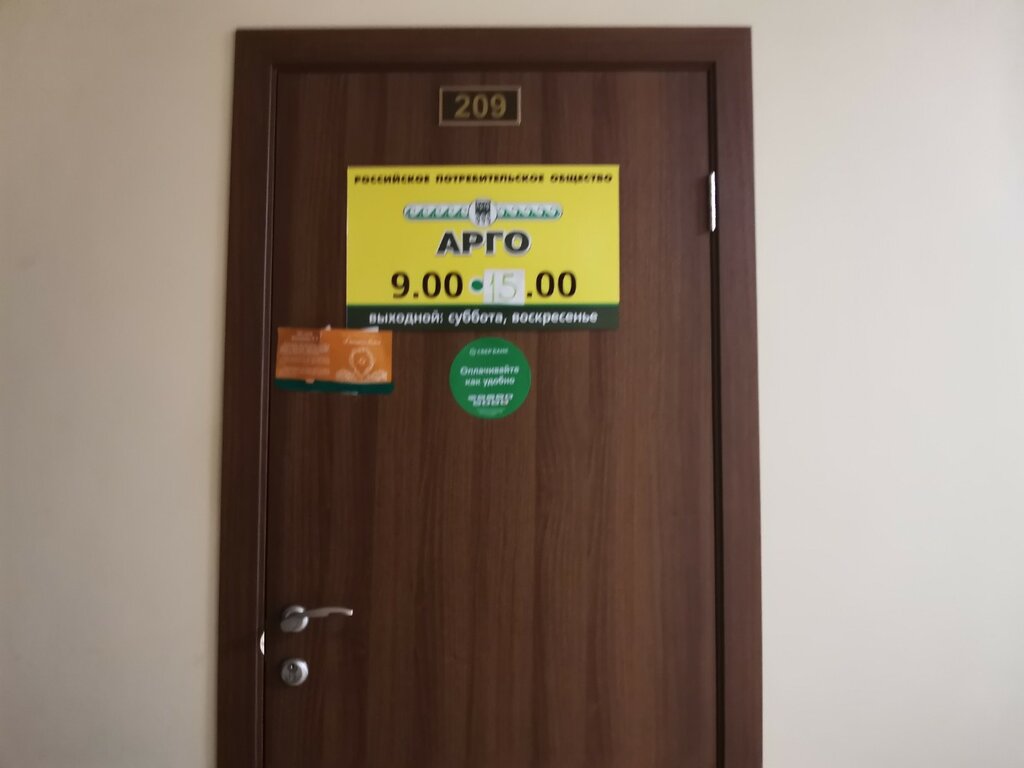 209
РОССИЙСКОЕ ПОТРЕБИТЕЛЬСКОЕ ОБЩЕСТВО
АРГО
9.00 • 15.00
выходной: суббота, воскресенье
СБЕРБАНК
Оплачивайте
как удобно